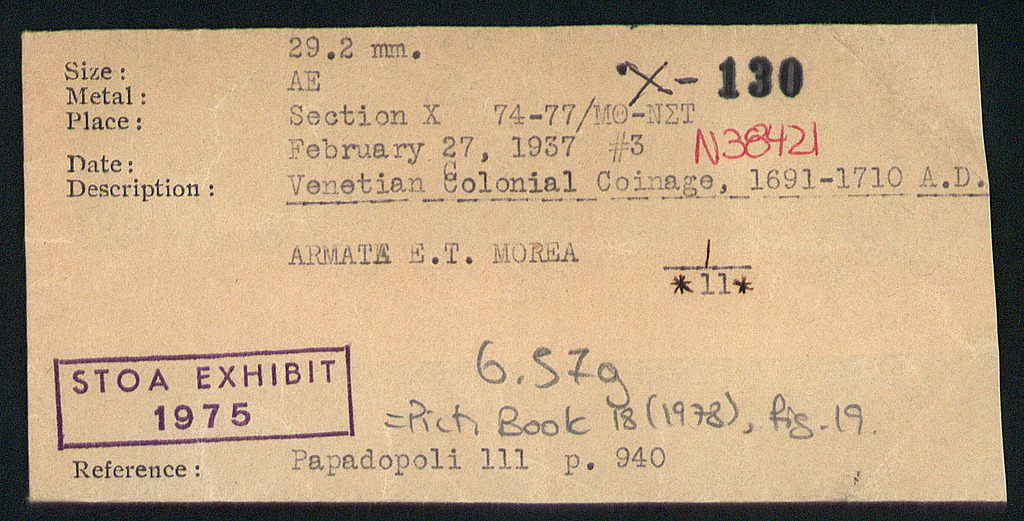 Size: 29.2 mm.
Metal: AE X- 130
Place: Section X 74-77/ΜΘ-ΝΣΤ
Date: February 27, 1937 #3 N38421
Description: Venetian Colonial Coinage, 1691-1710 A.D.
ARMATA E.T. MOREA
1
*11*
6.57g
STOA EXHIBIT
1975
=Pict. Book 18 (1978), fig. 19.
Reference: Papadopoli 111 p. 940